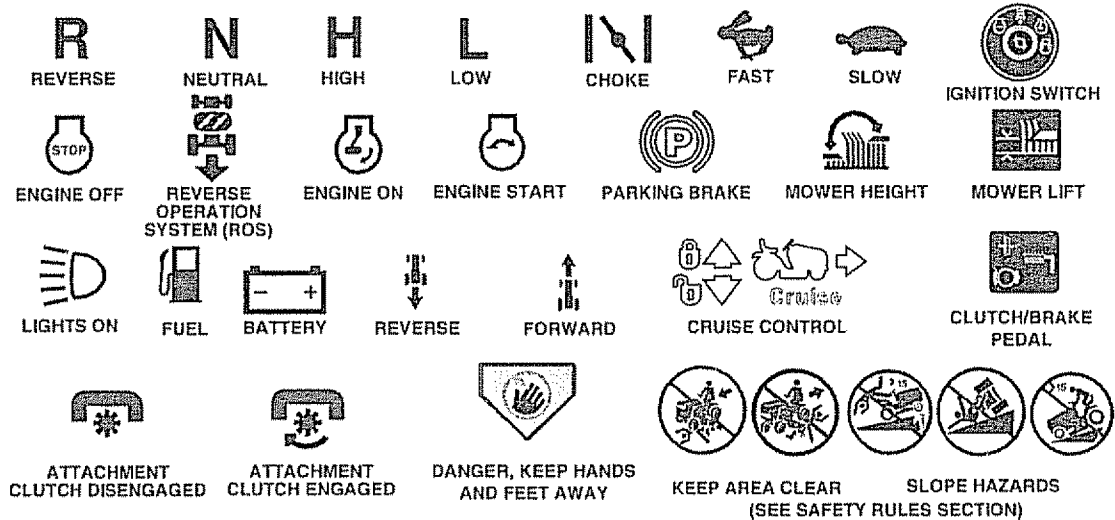 R N H L
REVERSE NEUTRAL HIGH LOW CHOKE FAST SLOW IGNITION SWITCH
STOP P
ENGINE OFF REVERSE OPERATION SYSTEM (ROS) ENGINE ON ENGINE START PARKING BRAKE MOWER HEIGHT MOWER LIFT
- + Cruise
LIGHTS ON FUEL BATTERY REVERSE FORWARD CRUISE CONTROL CLUTCH/BRAKE PEDAL
15 15
ATTACHMENT CLUTCH DISENGAGED
ATTACHMENT CLUTCH ENGAGED
DANGER, KEEP HANDS AND FEET AWAY
KEEP AREA CLEAR SLOPE HAZARDS
(SEE SAFETY RULES SECTION)